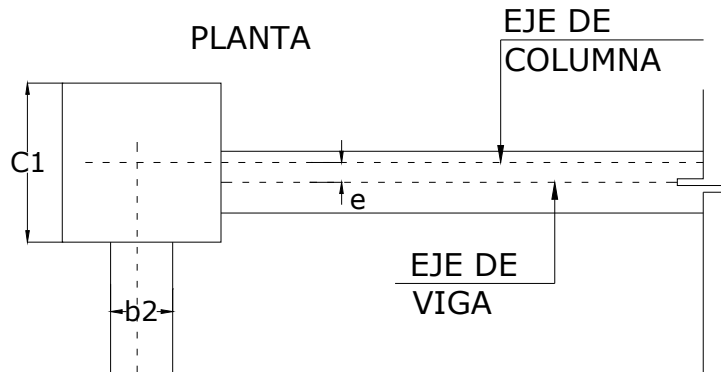 PLANTA
EJE DE
COLUMNA
C1
e
EJE DE
VIGA
b2